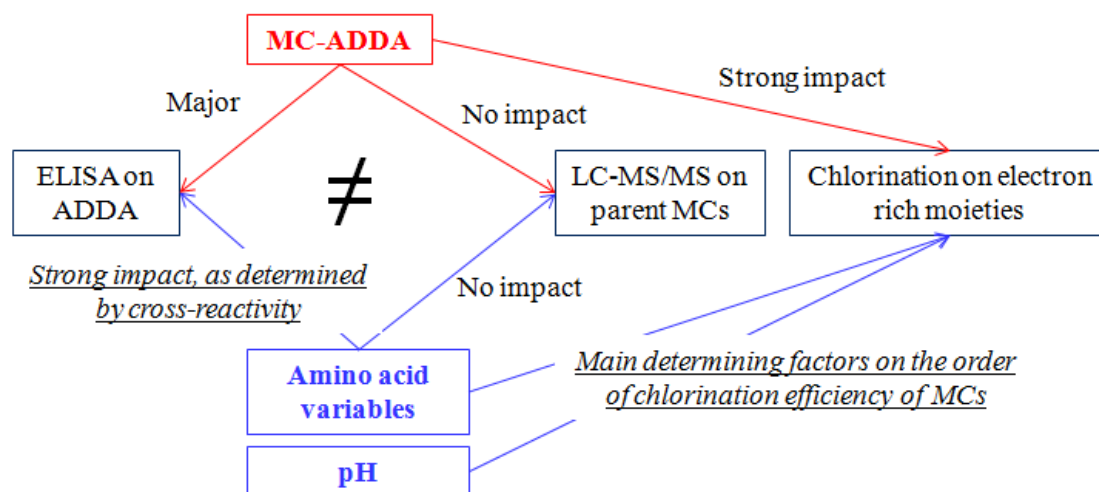 MC-ADDA
Strong impact
Major
No impact
ELISA on
ADDA
≠
LC-MS/MS on
parent MCs
Chlorination on electron
rich moieties
Strong impact, as determined
by cross-reactivity
No impact
Amino acid
variables
Main determining factors on the order
of chlorination efficiency of MCs
pH